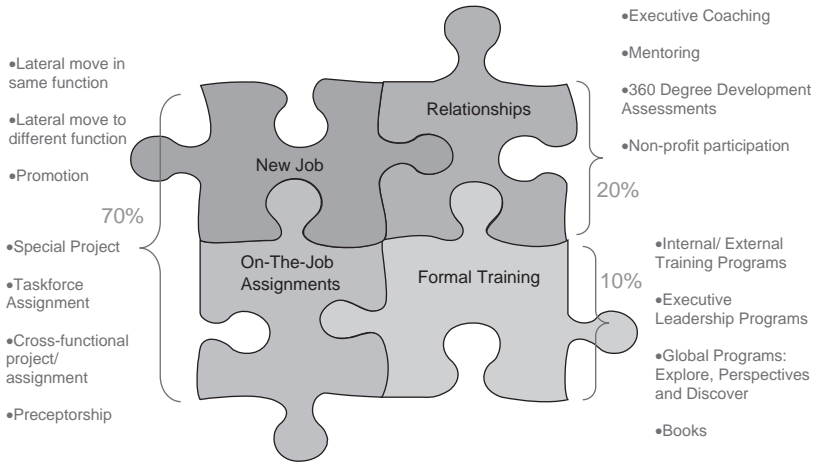 •Lateral move in
same function
•Lateral move to
different function
•Promotion
70%
•Special Project
•Taskforce
Assignment
•Cross-functional
project/
assignment
•Preceptorship
New Job
Relationships
On-The-Job
Assignments
Formal Training
•Executive Coaching
•Mentoring
•360 Degree Development
Assessments
•Non-profit participation
20%
10%
•Internal/ External
Training Programs
•Executive
Leadership Programs
•Global Programs:
Explore, Perspectives
and Discover
•Books